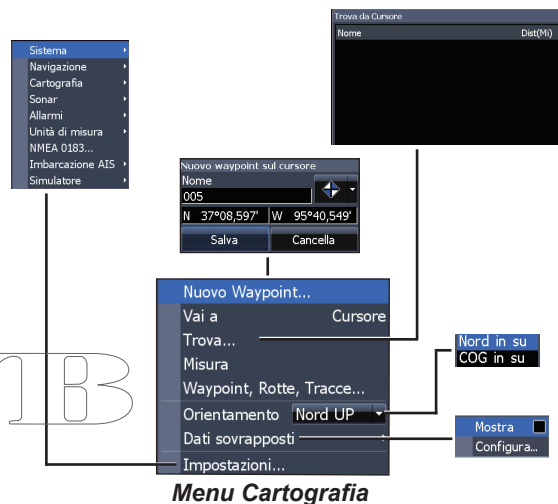 Trova da Cursore
Nome Dist(Mi)
Sistema
Navigazione
Cartografia
Sonar
Allarmi
Unità di misura
NMEA 0183...
Imbarcazione AIS
Simulatore
Nuovo waypoint sul cursore
Nome
005
N 37°08,597' W 95°40,549'
Salva Cancella
Nuovo Waypoint...
Vai a Cursore
Trova...
Misura
Waypoint, Rotte, Tracce...
Orientamento Nord UP
Dati sovrapposti
Impostazioni...
Nord in su
COG in su
Mostra
Configura...
MB
Menu Cartografia